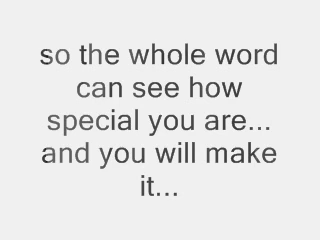 so the whole word
can see how
special you are...
and you will make
it...